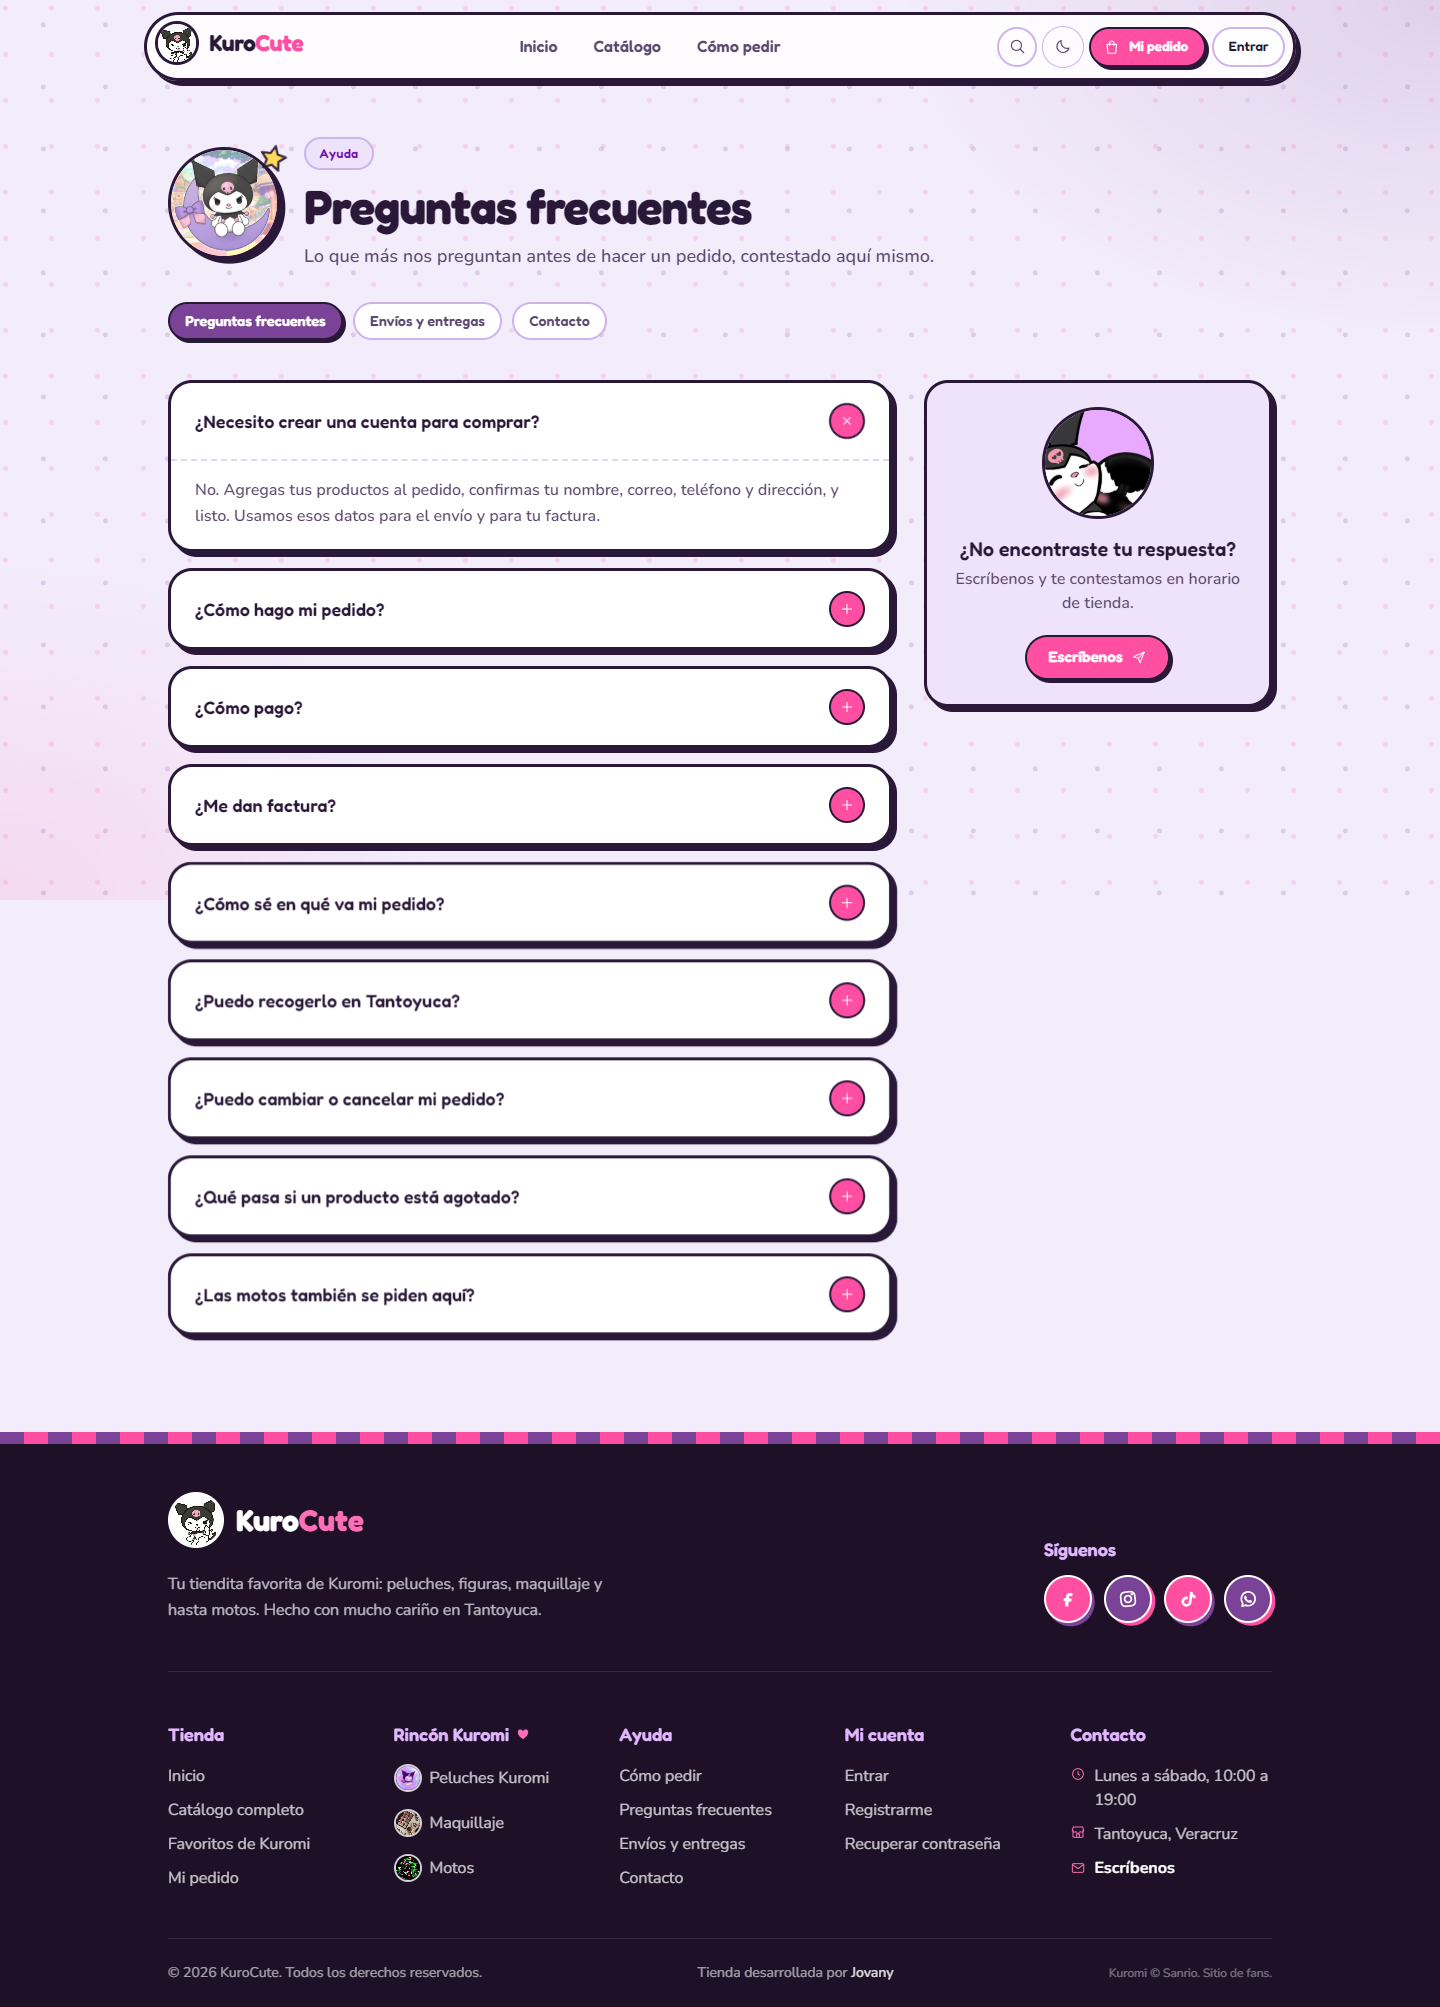 KuroCute
Inicio
Catálogo
Cómo pedir
Mi pedido
Entrar
Ayuda
Preguntas frecuentes
Lo que más nos preguntan antes de hacer un pedido, contestado aquí mismo.
Preguntas frecuentes
Envíos y entregas
Contacto
¿Necesito crear una cuenta para comprar?
No. Agregas tus productos al pedido, confirmas tu nombre, correo, teléfono y dirección, y
listo. Usamos esos datos para el envío y para tu factura.
¿Cómo hago mi pedido?
¿Cómo pago?
¿Me dan factura?
¿Cómo sé en qué va mi pedido?
¿Puedo recogerlo en Tantoyuca?
¿Puedo cambiar o cancelar mi pedido?
¿Qué pasa si un producto está agotado?
¿Las motos también se piden aquí?
¿No encontraste tu respuesta?
Escríbenos y te contestamos en horario
de tienda.
Escríbenos
KuroCute
Tu tiendita favorita de Kuromi: peluches, figuras, maquillaje y
hasta motos. Hecho con mucho cariño en Tantoyuca.
Síguenos
Tienda
Inicio
Catálogo completo
Favoritos de Kuromi
Mi pedido
Rincón Kuromi
Peluches Kuromi
Maquillaje
Motos
Ayuda
Cómo pedir
Preguntas frecuentes
Envíos y entregas
Contacto
Mi cuenta
Entrar
Registrarme
Recuperar contraseña
Contacto
Lunes a sábado, 10:00 a
19:00
Tantoyuca, Veracruz
Escríbenos
© 2026 KuroCute. Todos los derechos reservados.
Tienda desarrollada por Jovany
Kuromi © Sanrio. Sitio de fans.